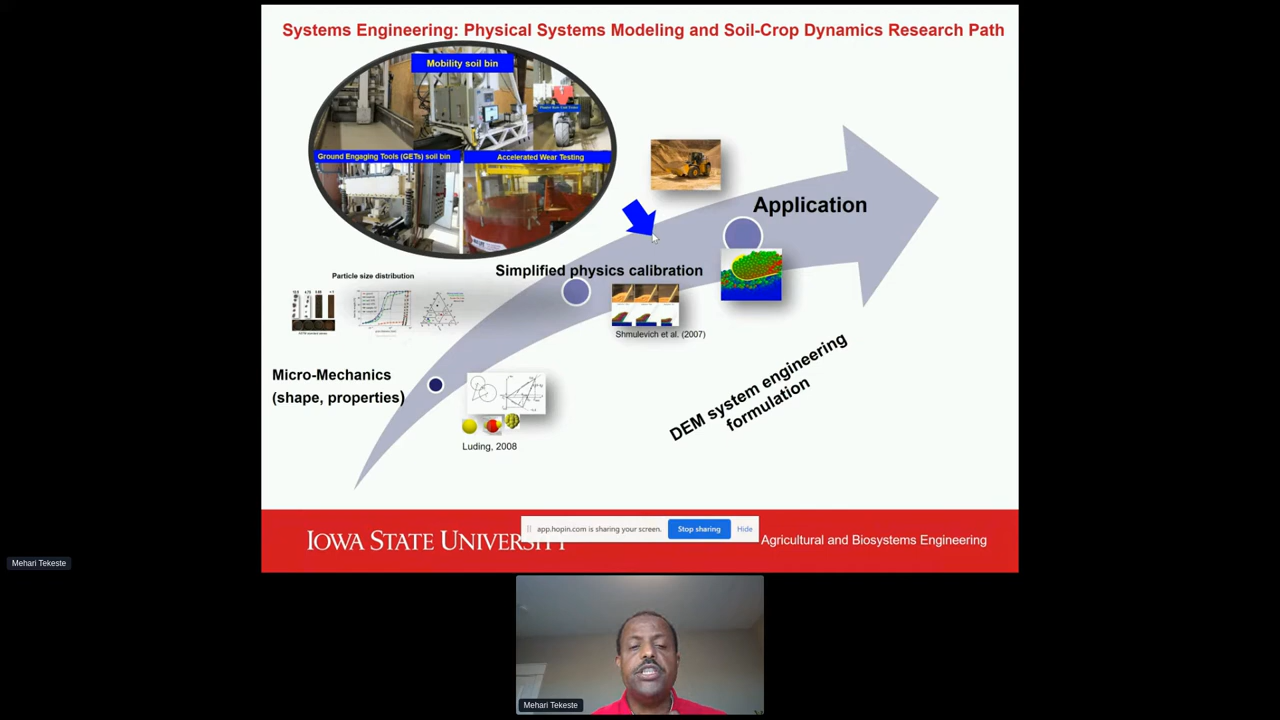 Systems Engineering: Physical Systems Modeling and Soil-Crop Dynamics Research Path
Mobility soil bin
Ground Engaging Tools (GETs) soil bin
Accelerated Wear Testing
Application
Simplified physics calibration
Particle size distribution
Shmulevich et al. (2007)
Micro-Mechanics
(shape, properties)
Luding, 2008
DEM system engineering
formulation
IOWA STATE UNIVERSITY
app.hopin.com is sharing your screen.
Stop sharing
Hide
Agricultural and Biosystems Engineering
Mehari Tekeste
Mehari Tekeste